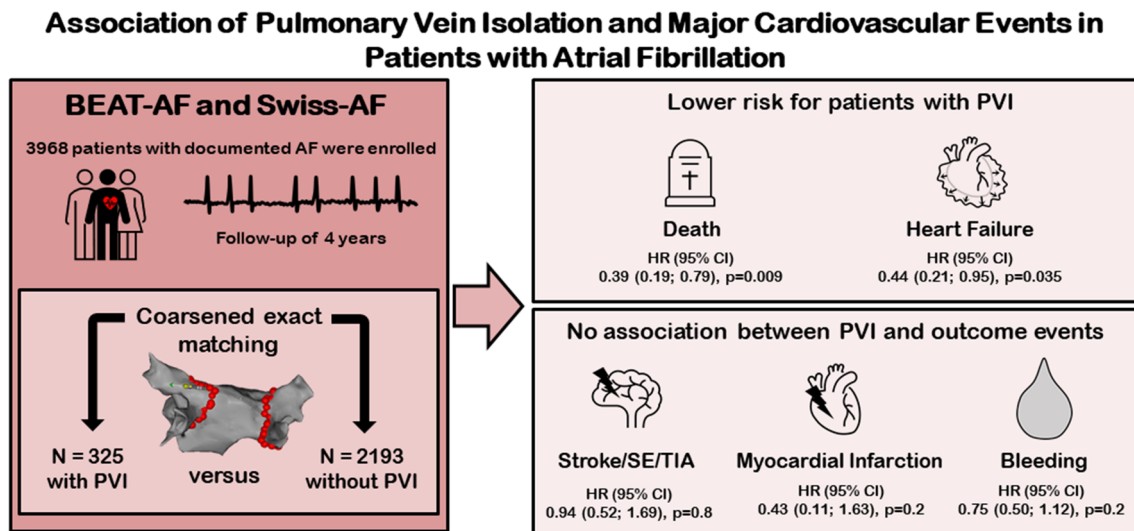 Association of Pulmonary Vein Isolation and Major Cardiovascular Events in
Patients with Atrial Fibrillation
BEAT-AF and Swiss-AF
3968 patients with documented AF were enrolled
Follow-up of 4 years
Coarsened exact
matching
N = 325
with PVI
versus
N = 2193
without PVI
Lower risk for patients with PVI
Death
HR (95% CI)
0.39 (0.19; 0.79), p=0.009
Heart Failure
HR (95% CI)
0.44 (0.21; 0.95), p=0.035
No association between PVI and outcome events
Stroke/SE/TIA
HR (95% CI)
0.94 (0.52; 1.69), p=0.8
Myocardial Infarction
HR (95% CI)
0.43 (0.11; 1.63), p=0.2
Bleeding
HR (95% CI)
0.75 (0.50; 1.12), p=0.2